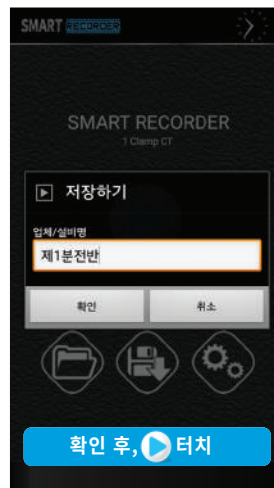 SMART RECORDER
SMART RECORDER
1 Clamp CT
저장하기
업체/설비명
제1분전반
확인
취소
확인 후, 터치